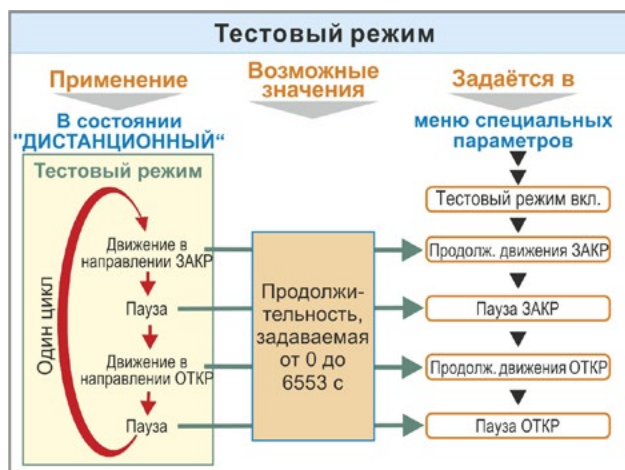 Тестовый режим
Применение
Возможные
значения
Задаётся в
В состоянии
"ДИСТАНЦИОННЫЙ“
меню специальных
параметров
Тестовый режим
Один цикл
Движение в
направлении ЗАКР
Пауза
Движение в
направлении ОТКР
Пауза
Продолжи-
тельность,
задаваемая
от 0 до
6553 с
Тестовый режим вкл.
Продолж. движения ЗАКР
Пауза ЗАКР
Продолж. движения ОТКР
Пауза ОТКР